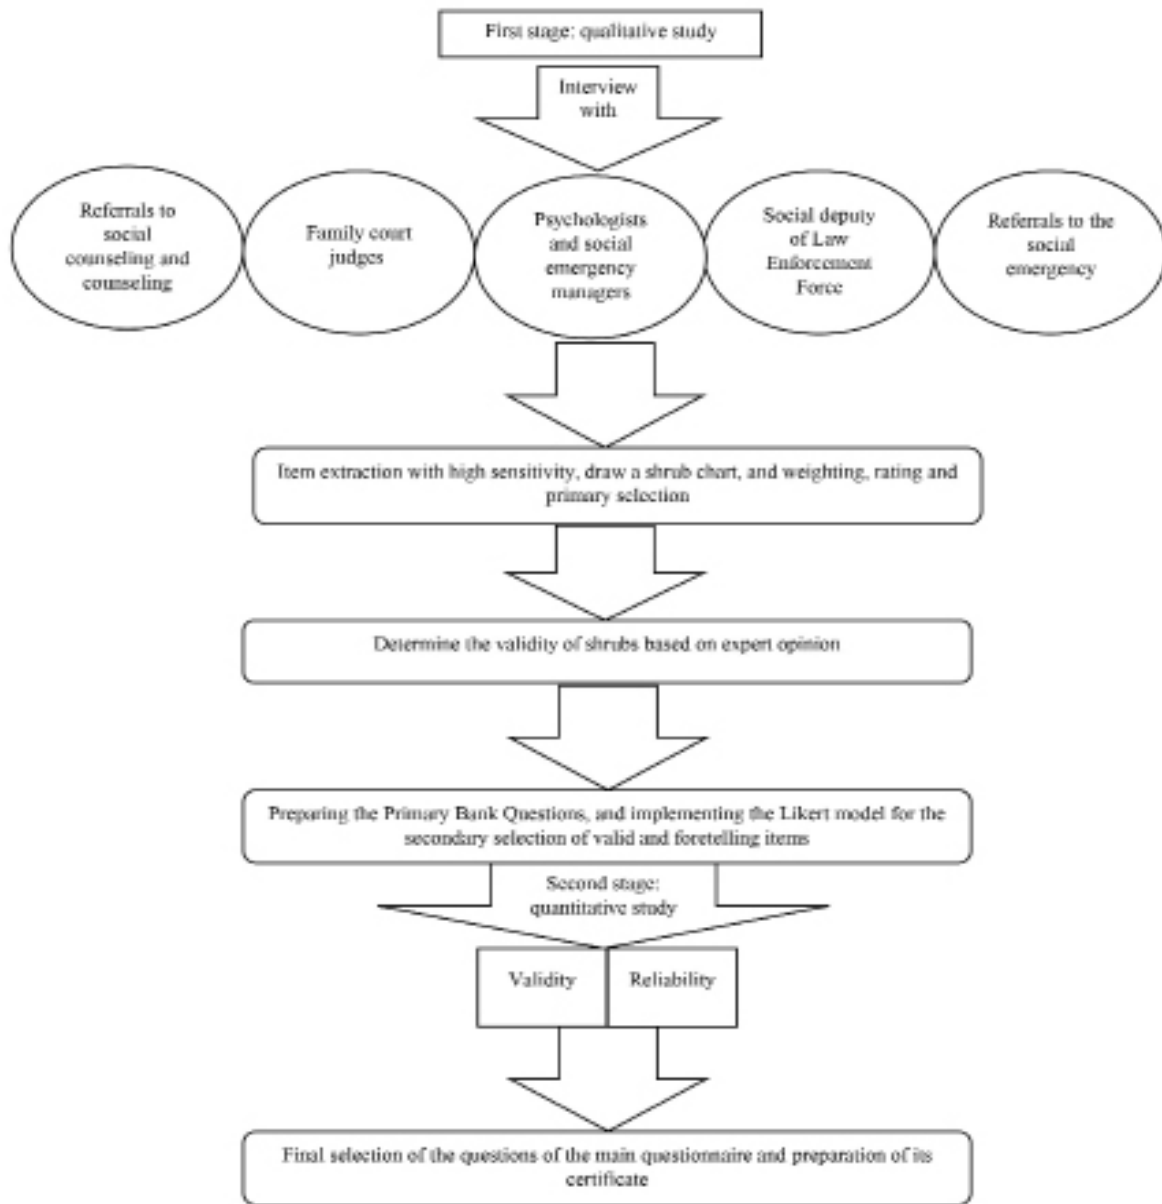 First stage: qualitative study
Interview
with
Referrals to
social
counseling and
counseling
Family court
judges
Psychologists
and social
emergency
managers
Social deputy
of Law
Enforcement
Force
Referrals to the
social
emergency
Item extraction with high sensitivity, draw a shrub chart, and weighting, rating and
primary selection
Determine the validity of shrubs based on expert opinion
Preparing the Primary Bank Questions, and implementing the Likert model for the
secondary selection of valid and foretelling items
Second stage:
quantitative study
Validity
Reliability
Final selection of the questions of the main questionnaire and preparation of its
certificate